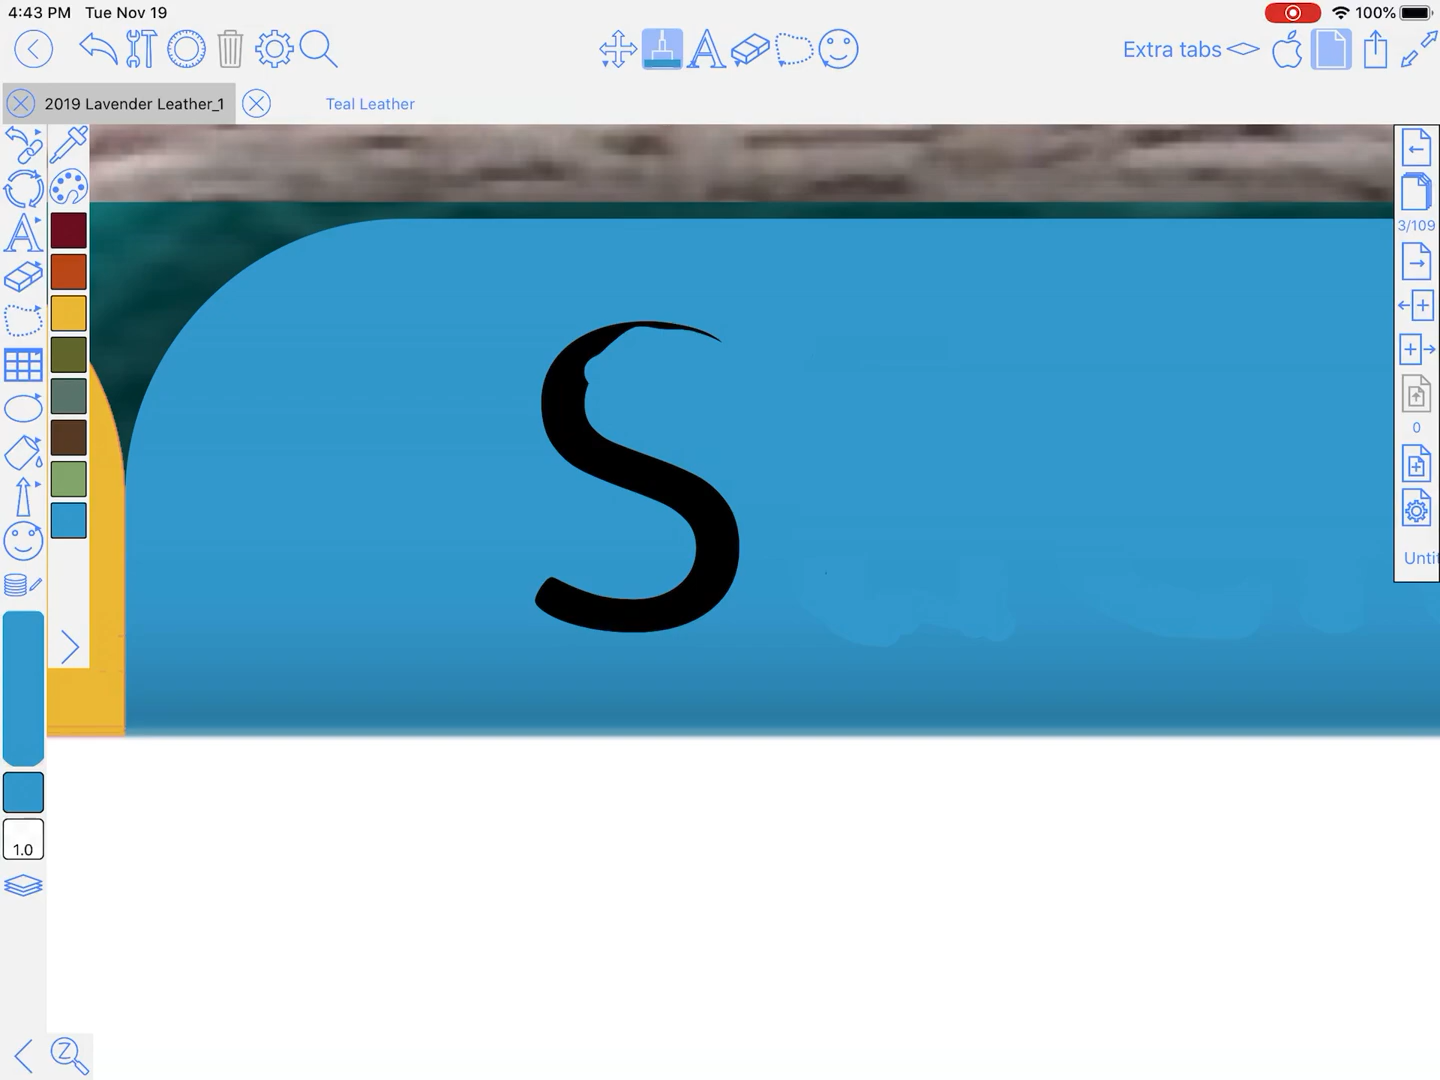 4:43 PM Tue Nov 19 100%
Extra tabs
2019 Lavender Leather_1 Teal Leather
3/109
S
0
Untit
1.0